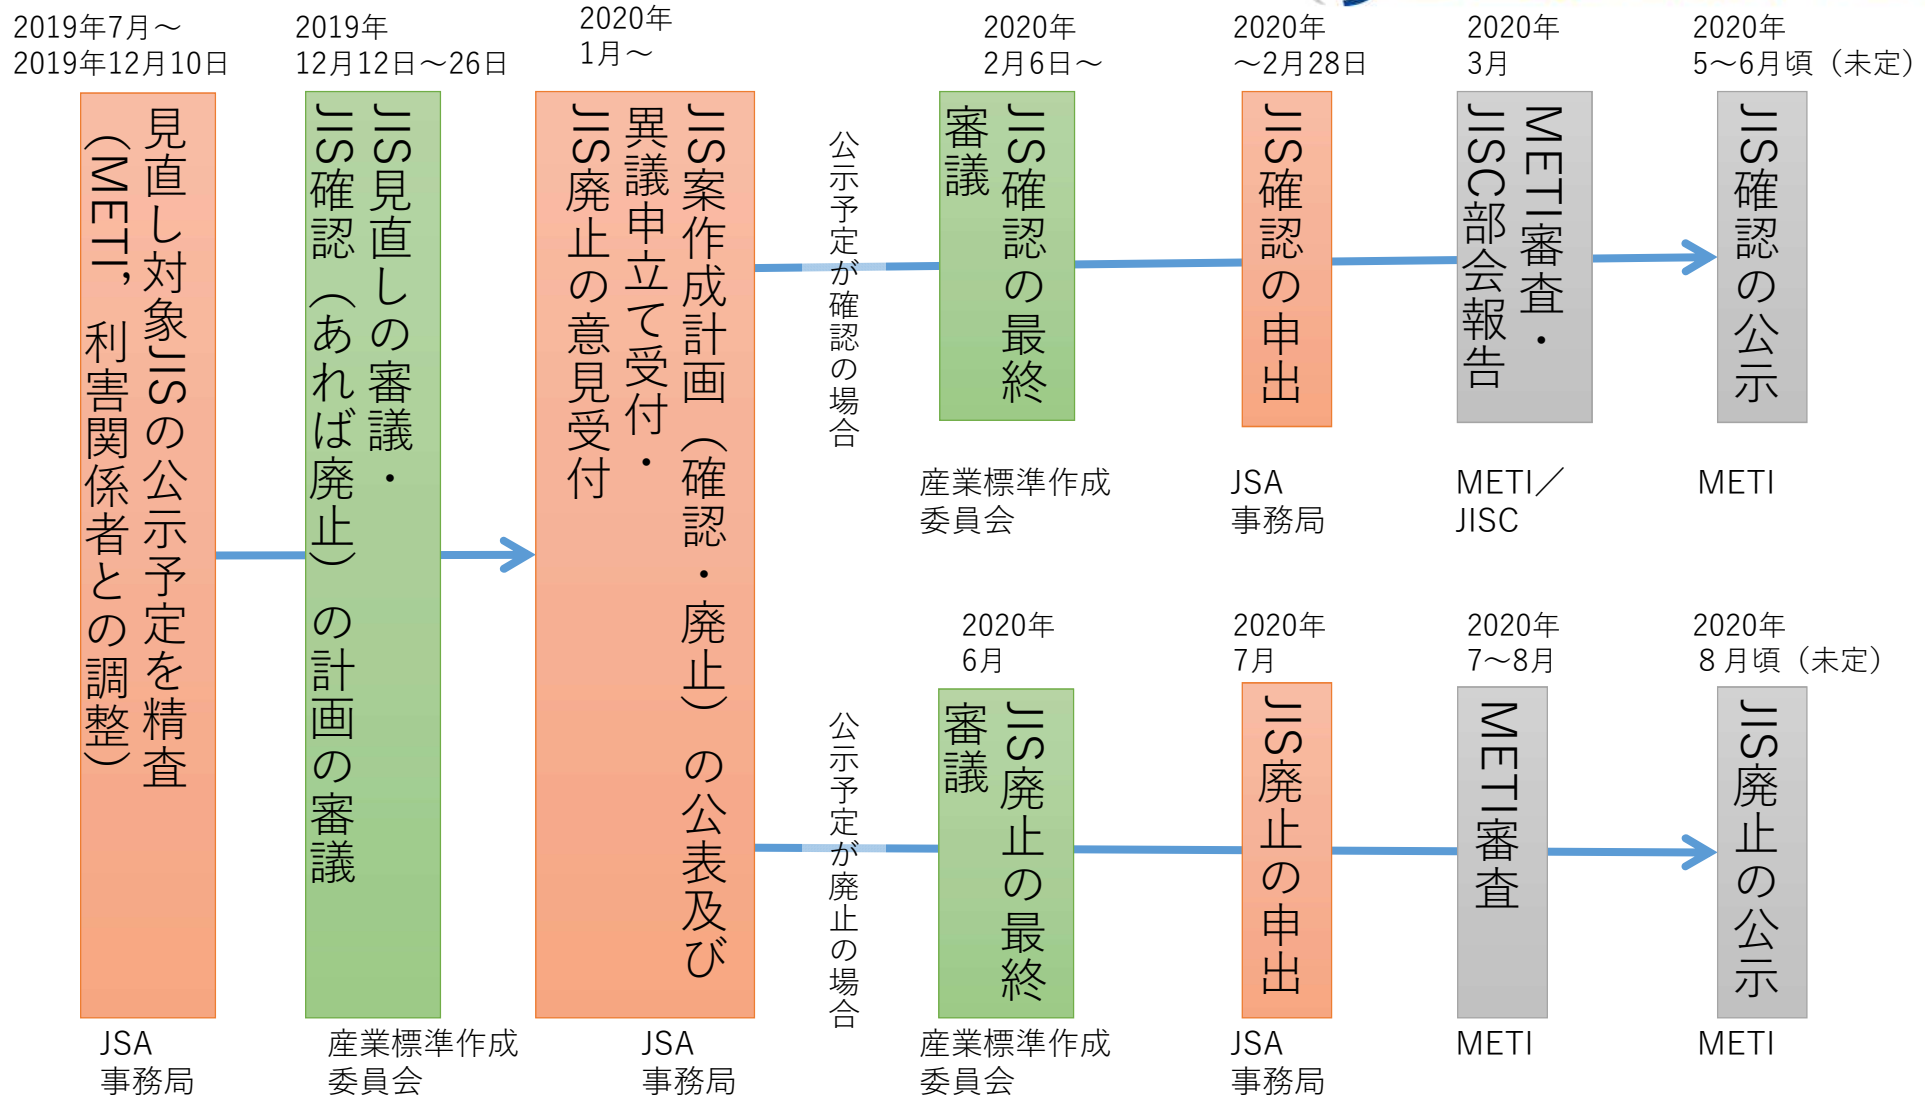 2019年7月～
2019年12月10日
見直し対象JISの公示予定を精査
（METI，利害関係者との調整）
JSA
事務局
2019年
12月12日～26日
JIS見直しの審議・
JIS確認（あれば廃止）の計画の審議
産業標準作成
委員会
2020年
1月～
JIS案作成計画（確認・廃止）の公表及び
異議申立て受付・
JIS廃止の意見受付
JSA
事務局
公示予定が確認の場合
2020年
2月6日～
JIS確認の最終
審議
産業標準作成
委員会
2020年
～2月28日
JIS確認の申出
JSA
事務局
2020年
3月
METI審査・
JISC部会報告
METI／
JISC
2020年
5～6月頃（未定）
JIS確認の公示
METI
公示予定が廃止の場合
2020年
6月
JIS廃止の最終
審議
産業標準作成
委員会
2020年
7月
JIS廃止の申出
JSA
事務局
2020年
7～8月
METI審査
METI
2020年
８月頃（未定）
JIS廃止の公示
METI